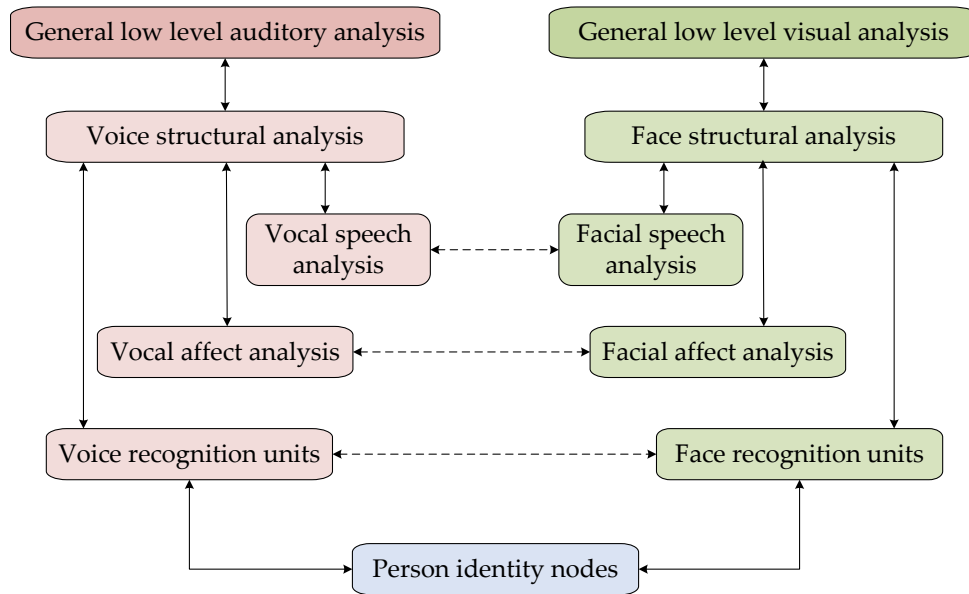 General low level auditory analysis
General low level visual analysis
Voice structural analysis
Face structural analysis
Vocal speech
analysis
Facial speech
analysis
Vocal affect analysis
Facial affect analysis
Voice recognition units
Face recognition units
Person identity nodes